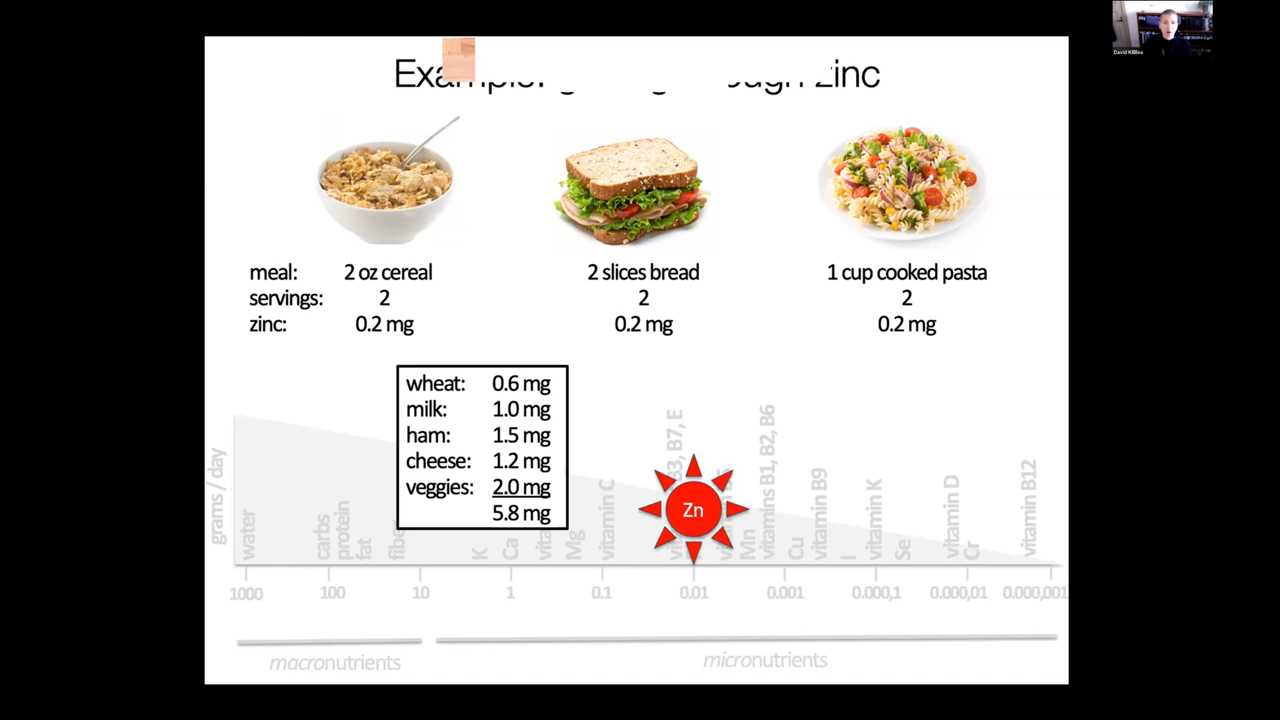 Example: zinc
David Killilea
meal: 2 oz cereal 2 slices bread 1 cup cooked pasta
servings: 2 2 2
zinc: 0.2 mg 0.2 mg 0.2 mg
wheat: 0.6 mg
milk: 1.0 mg
ham: 1.5 mg
cheese: 1.2 mg
veggies: 2.0 mg
5.8 mg
grams / day
water
carbs
protein
fat
K
Ca
Mg
vitamin C
Zn
B3, B7, E
Mn
vitamins B1, B2, B6
Cu
vitamin B9
I
vitamin K
Se
vitamin D
Cr
vitamin B12
1000 100 10 1 0.1 0.01 0.001 0.000,1 0.000,01 0.000,001
macronutrients micronutrients